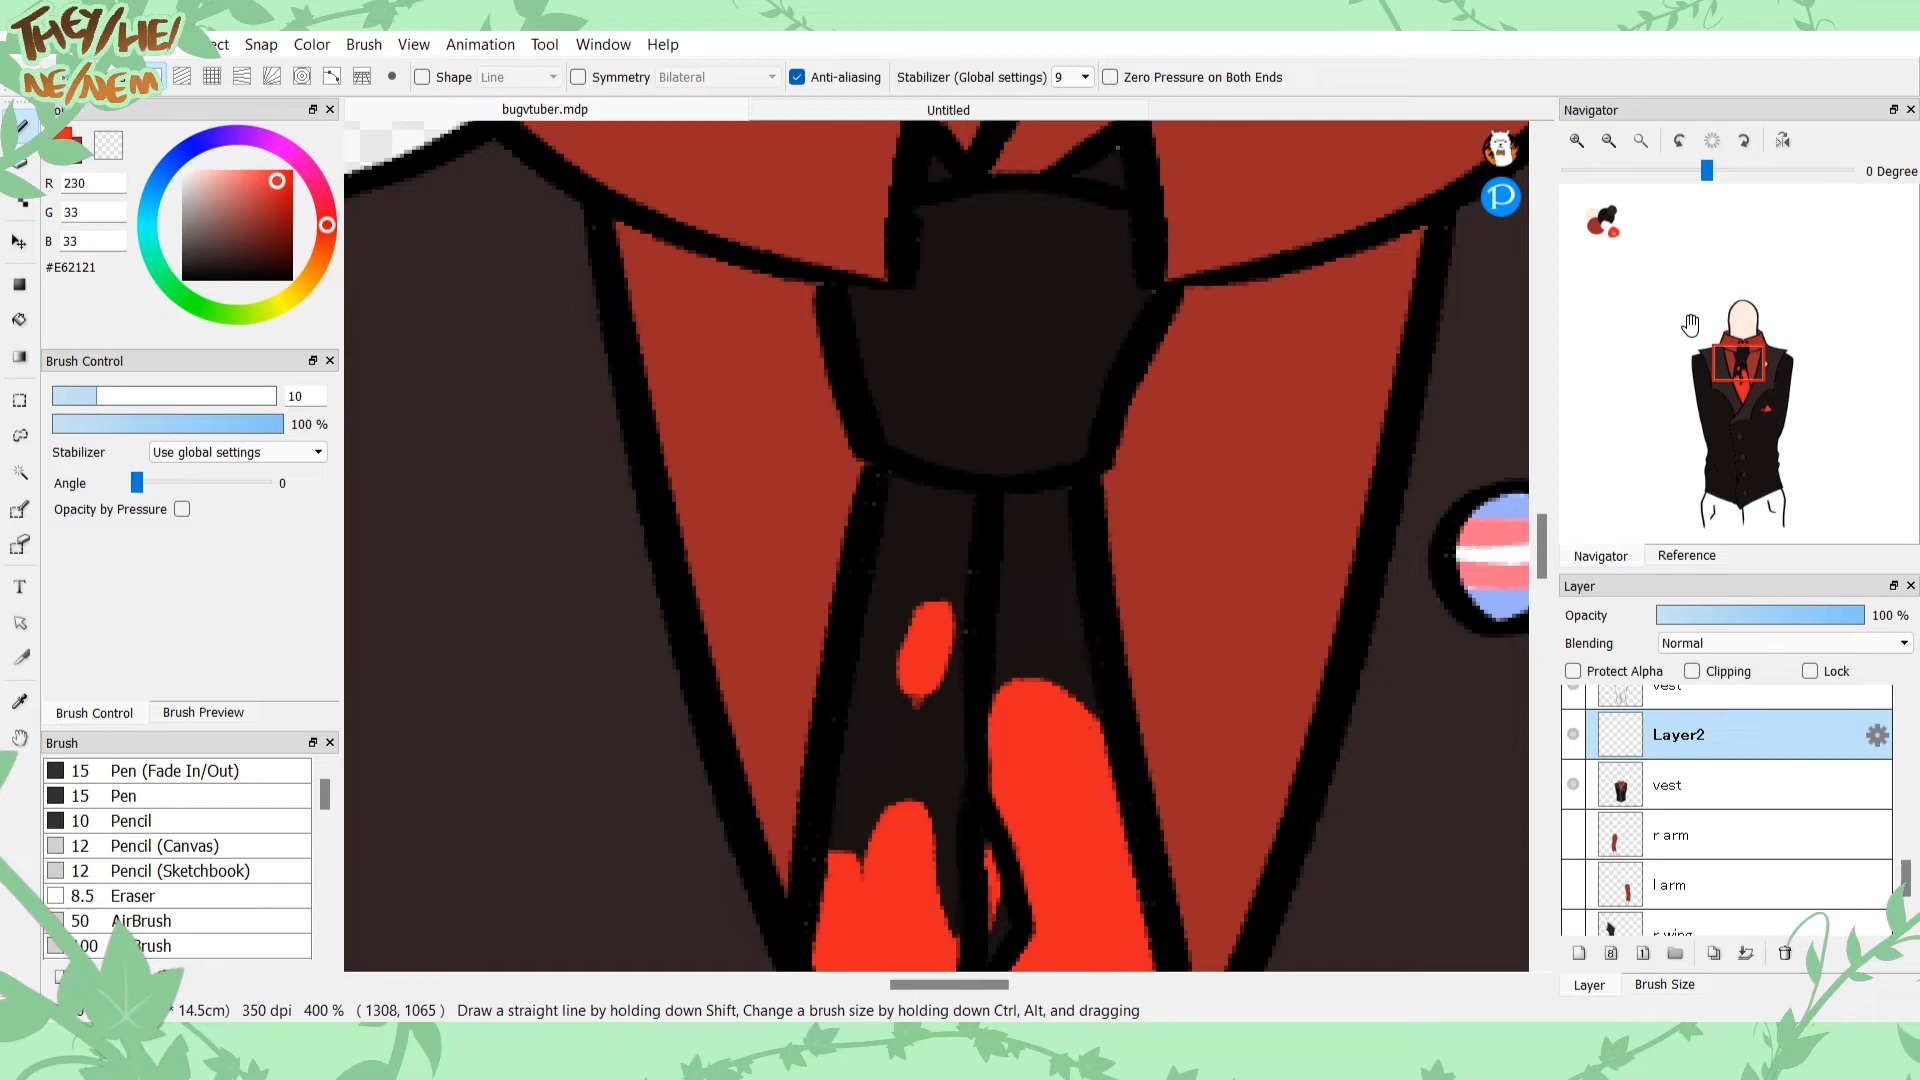 THEY/HE/
NE/NEM
ect Snap Color Brush View Animation Tool Window Help
Shape Line Symmetry Bilateral Anti-aliasing Stabilizer (Global settings) 9 Zero Pressure on Both Ends
bugvtuber.mdp Untitled
Navigator
0 Degree
R 230
G 33
B 33
#E62121
Brush Control
10
100 %
Stabilizer Use global settings
Angle 0
Opacity by Pressure
Brush Control Brush Preview
Brush
15 Pen (Fade In/Out)
15 Pen
10 Pencil
12 Pencil (Canvas)
12 Pencil (Sketchbook)
8.5 Eraser
50 AirBrush
100 Brush
P
Navigator Reference
Layer
Opacity 100 %
Blending Normal
Protect Alpha Clipping Lock
vest
Layer2
vest
r arm
l arm
r wing
8 1
Layer Brush Size
* 14.5cm) 350 dpi 400 % ( 1308, 1065 ) Draw a straight line by holding down Shift, Change a brush size by holding down Ctrl, Alt, and dragging